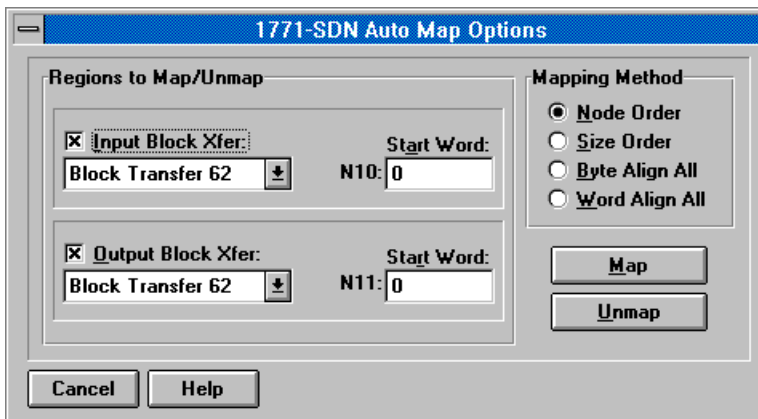 1771-SDN Auto Map Options
Regions to Map/Unmap
Input Block Xfer:
Start Word:
Block Transfer 62
N10: 0
Output Block Xfer:
Start Word:
Block Transfer 62
N11: 0
Mapping Method
Node Order
Size Order
Byte Align All
Word Align All
Map
Unmap
Cancel
Help